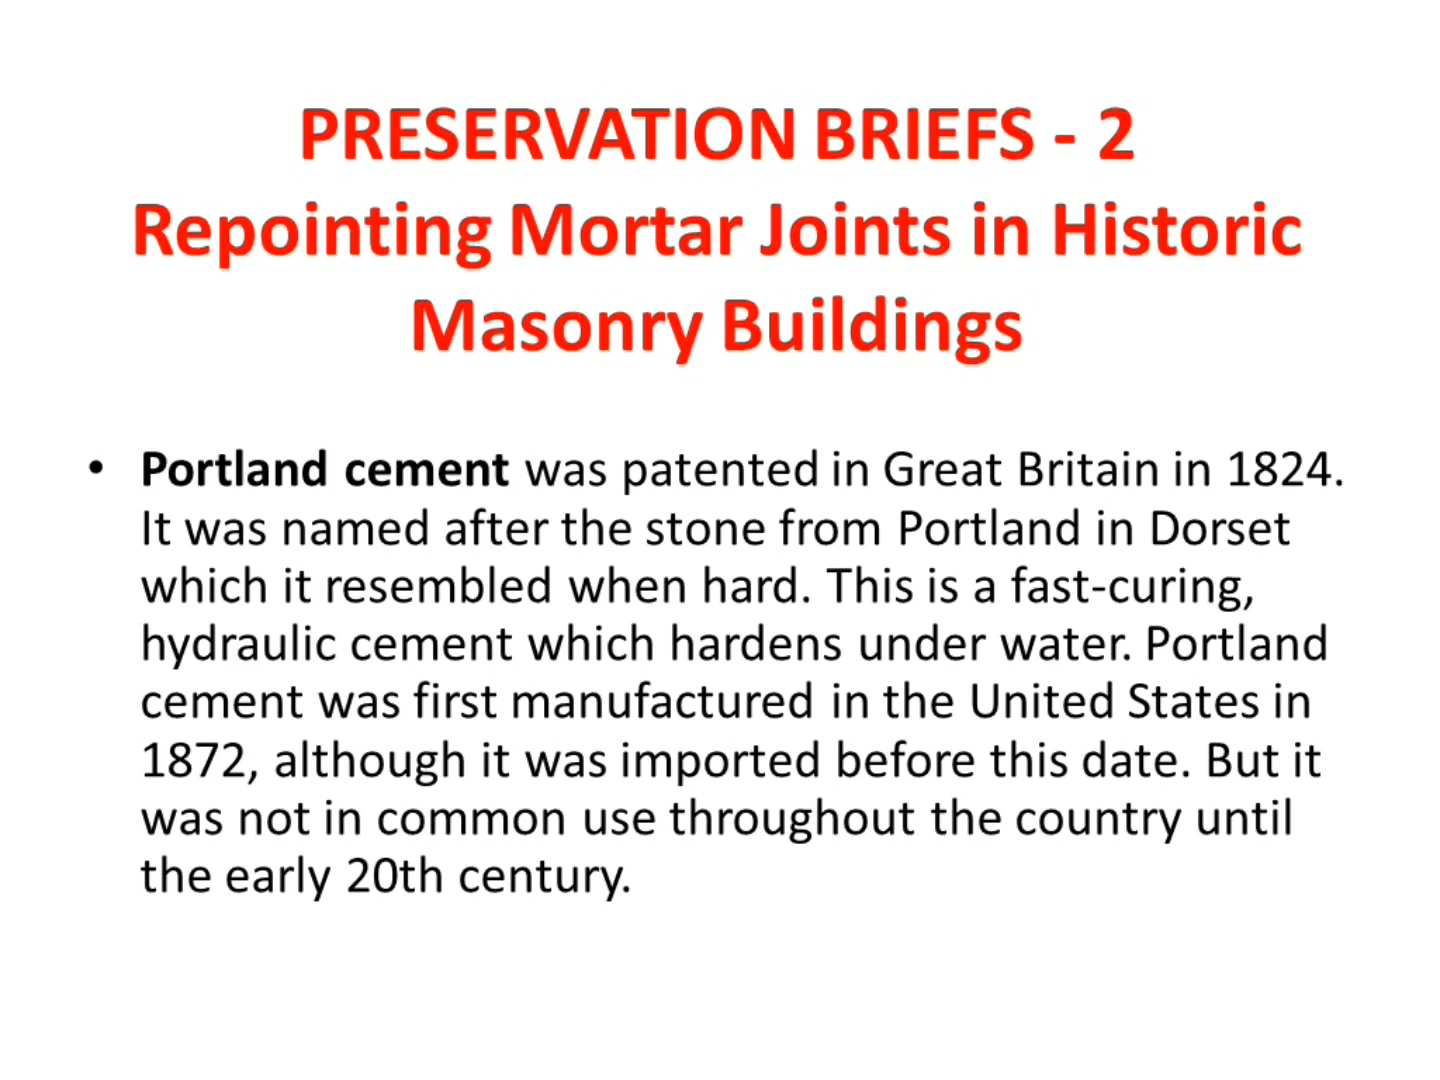 PRESERVATION BRIEFS - 2
Repointing Mortar Joints in Historic
Masonry Buildings
• Portland cement was patented in Great Britain in 1824.
It was named after the stone from Portland in Dorset
which it resembled when hard. This is a fast-curing,
hydraulic cement which hardens under water. Portland
cement was first manufactured in the United States in
1872, although it was imported before this date. But it
was not in common use throughout the country until
the early 20th century.